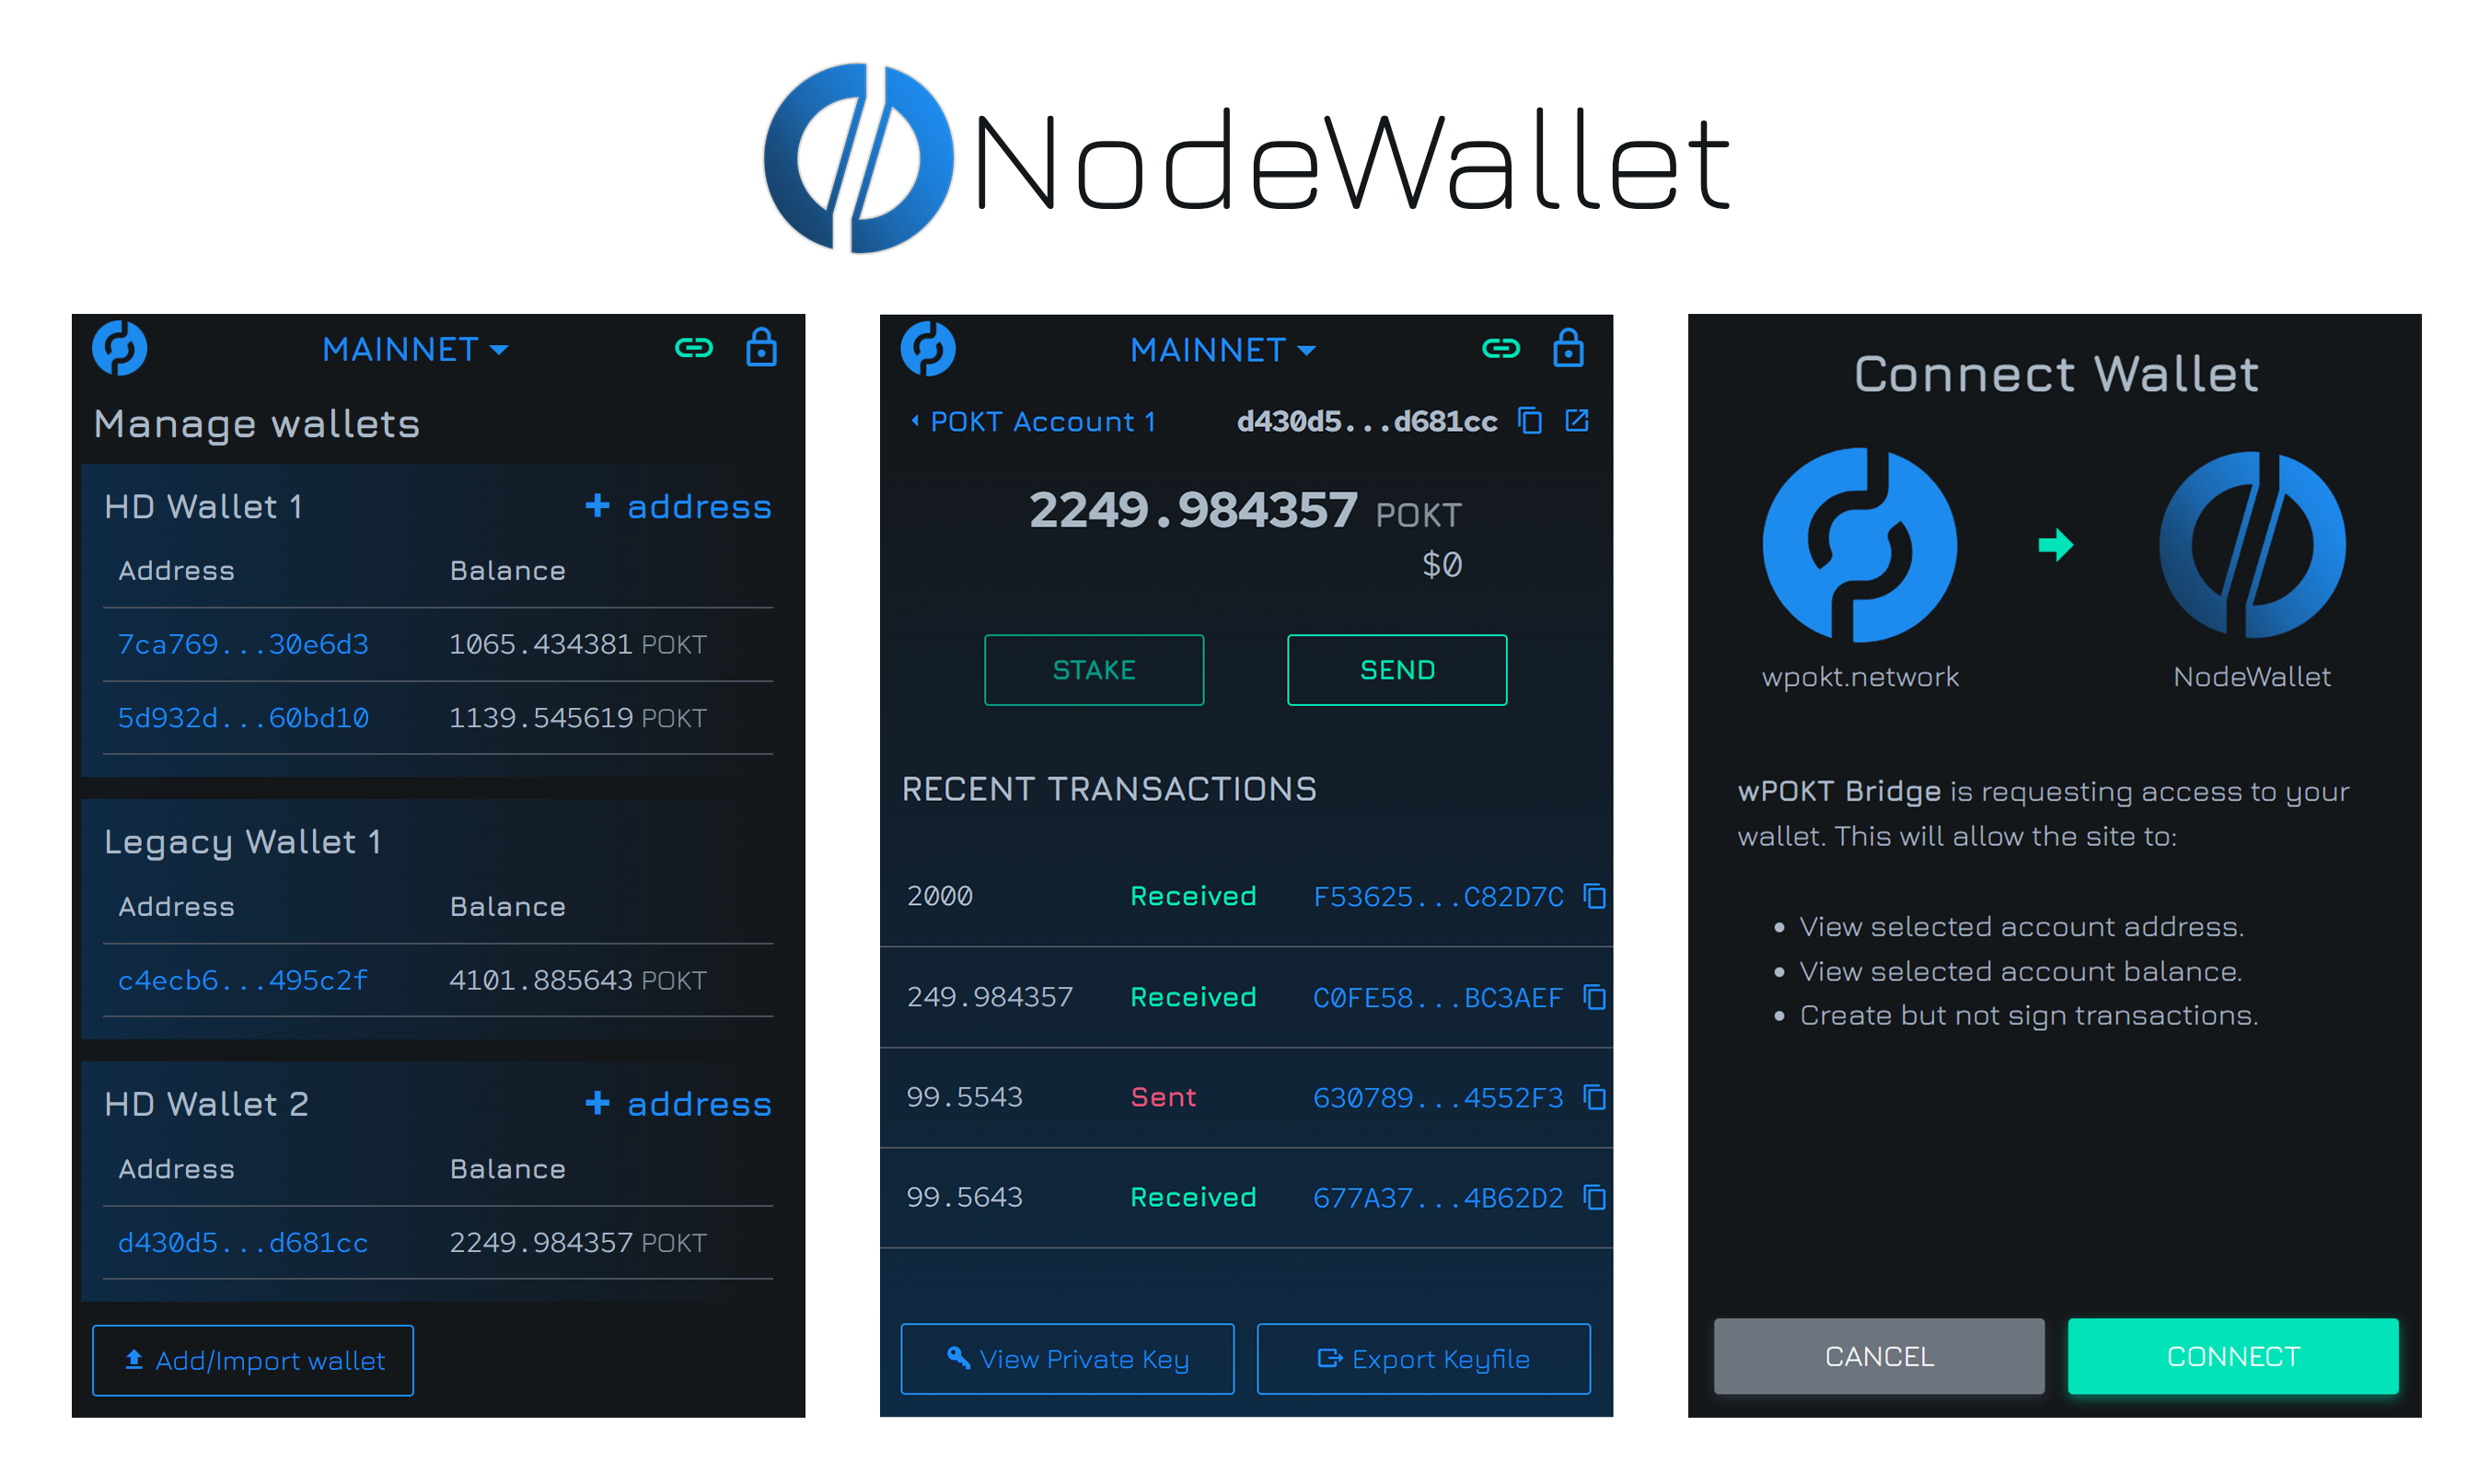 NodeWallet
MAINNET
Manage wallets
HD Wallet 1 + address
Address Balance
7ca769...30e6d3 1065.434381 POKT
5d932d...60bd10 1139.545619 POKT
Legacy Wallet 1
Address Balance
c4ecb6...495c2f 4101.885643 POKT
HD Wallet 2 + address
Address Balance
d430d5...d681cc 2249.984357 POKT
Add/Import wallet
MAINNET
POKT Account 1 d430d5...d681cc
2249.984357 POKT
$0
STAKE SEND
RECENT TRANSACTIONS
2000 Received F53625...C82D7C
249.984357 Received C0FE58...BC3AEF
99.5543 Sent 630789...4552F3
99.5643 Received 677A37...4B62D2
View Private Key Export Keyfile
Connect Wallet
wpokt.network NodeWallet
wPOKT Bridge is requesting access to your
wallet. This will allow the site to:
• View selected account address.
• View selected account balance.
• Create but not sign transactions.
CANCEL CONNECT